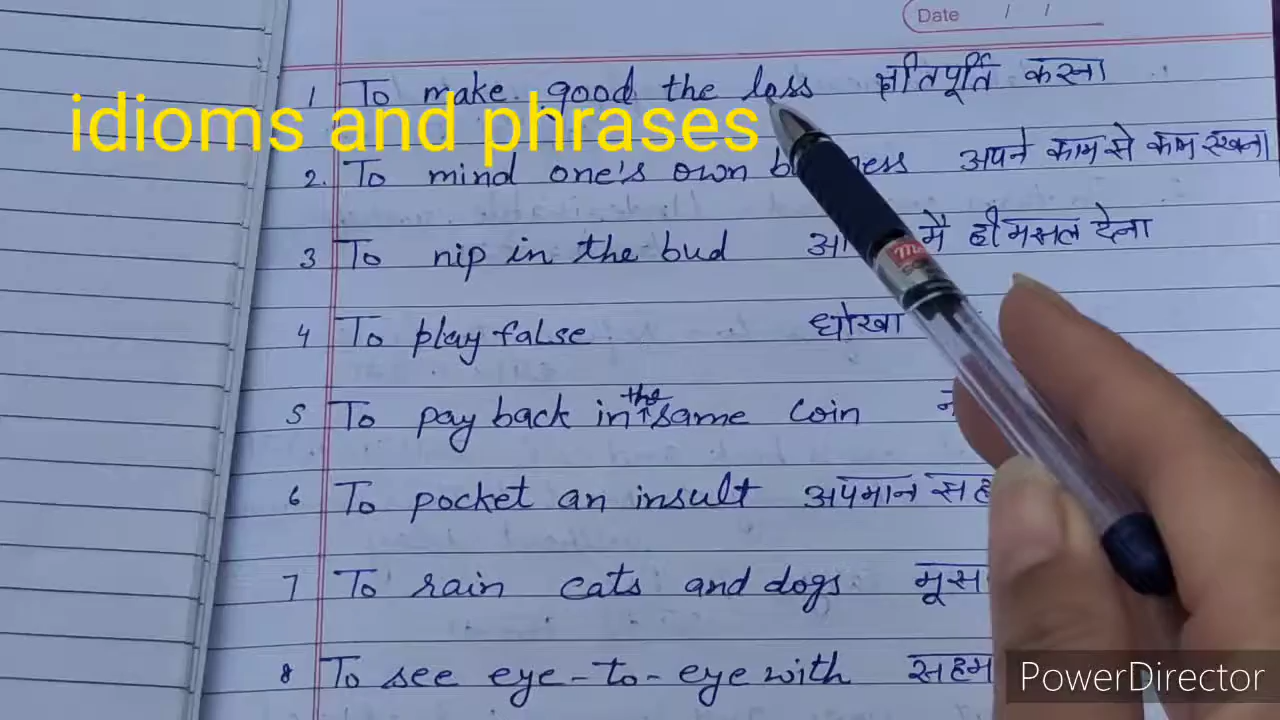 Date / /
1 To make good the loss क्षतिपूर्ति करना
idioms and phrases
2. To mind one's own अपने काम से काम रखना
3 To nip in the bud में ही मसल देना
4 To play false धोखा
5 To pay back in the same coin
6 To pocket an insult अपमान
7 To rain cats and dogs
8 To see eye-to-eye with
PowerDirector